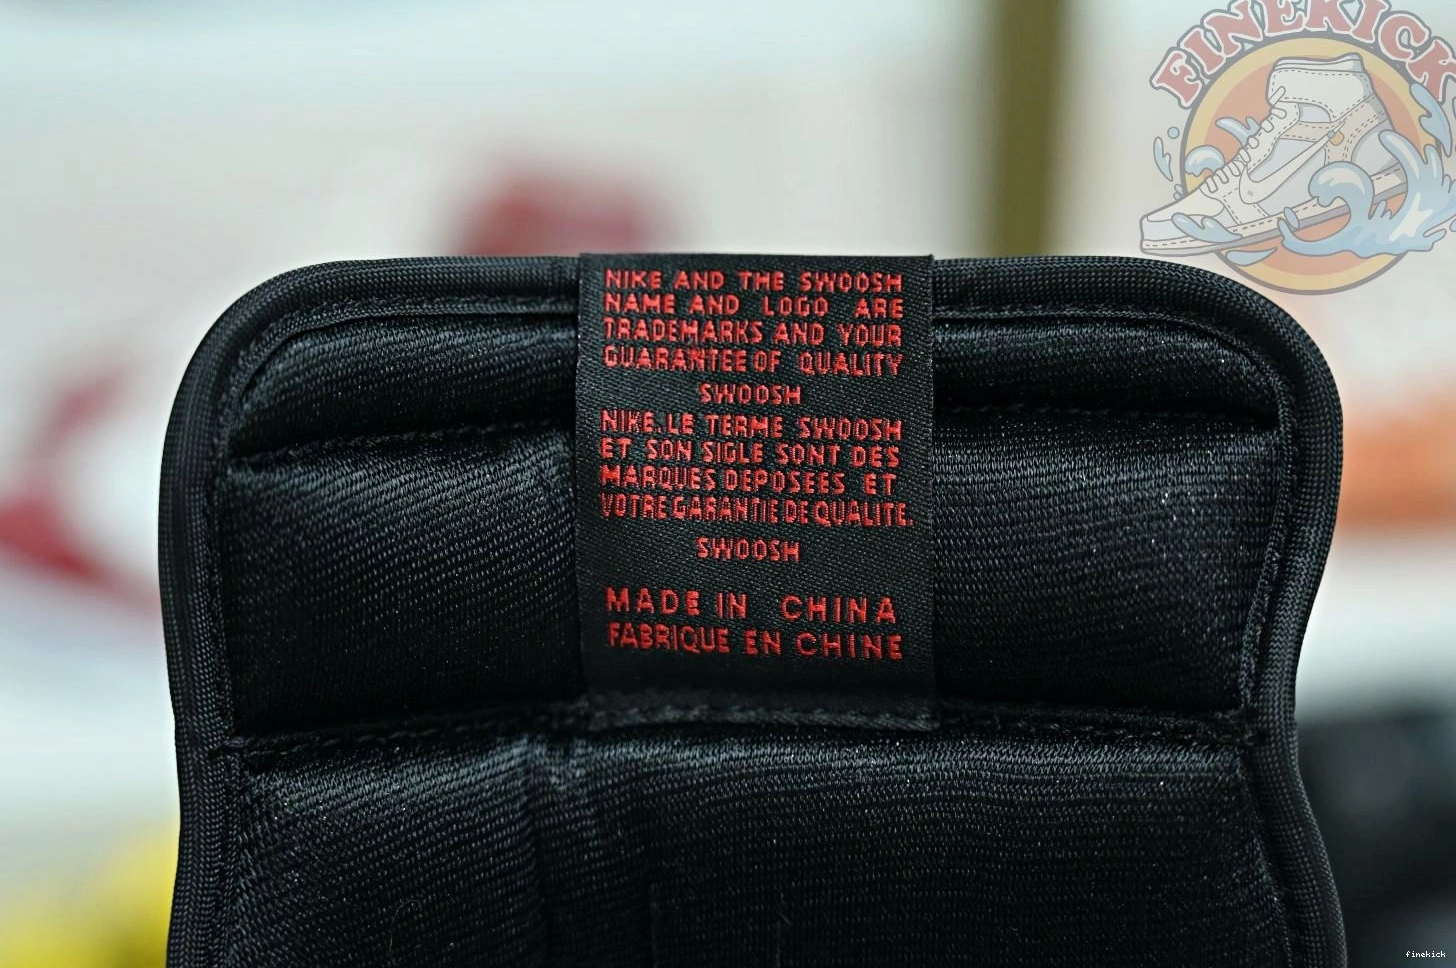 FINEKICK
NIKE AND THE SWOOSH
NAME AND LOGO ARE
TRADEMARKS AND YOUR
GUARANTEE OF QUALITY
SWOOSH
NIKE. LE TERME SWOOSH
ET SON SIGLE SONT DES
MARQUES DEPOSEES ET
VOTRE GARANTIE DE QUALITE.
SWOOSH
MADE IN CHINA
FABRIQUE EN CHINE
finekick